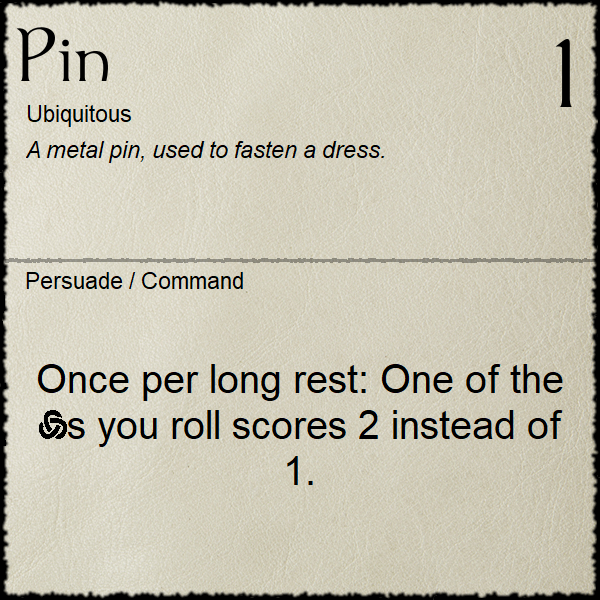 Pin
1
Ubiquitous
A metal pin, used to fasten a dress.
Persuade / Command
Once per long rest: One of the
s you roll scores 2 instead of
1.